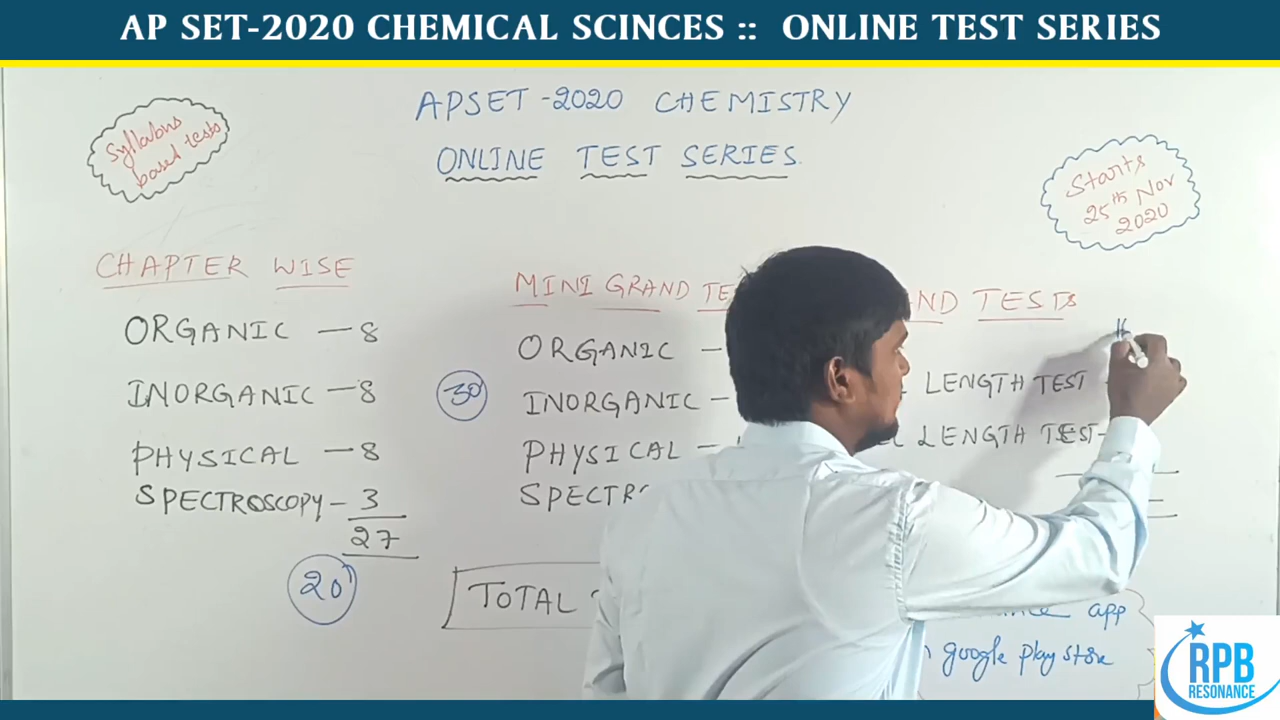 AP SET-2020 CHEMICAL SCINCES :: ONLINE TEST SERIES
APSET -2020 CHEMISTRY
ONLINE TEST SERIES
Syllabus
based tests
Starts
25th Nov
2020
CHAPTER WISE
ORGANIC - 8
INORGANIC - 8
PHYSICAL - 8
SPECTROSCOPY - 3
27
20
MINI GRAND TE
ORGANIC -
30
INORGANIC -
PHYSICAL -
SPECTR
TOTAL
ND TESTS
LENGTH TEST
LENGTH TEST-
app
google play store
RPB
RESONANCE